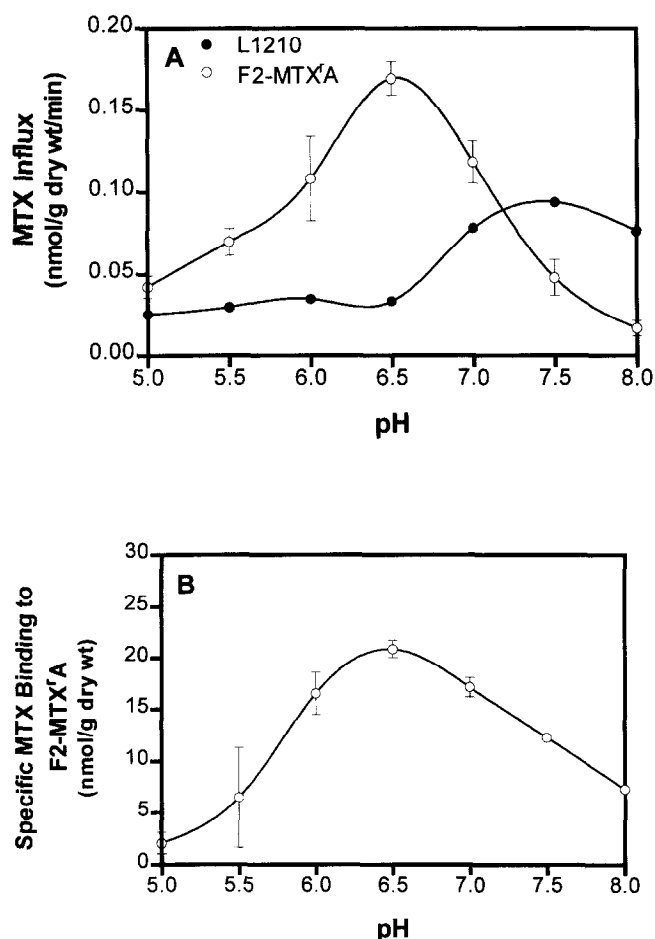 A
L1210
F2-MTXʳA
MTX Influx
(nmol/g dry wt/min)
0.20
0.15
0.10
0.05
0.00
5.0 5.5 6.0 6.5 7.0 7.5 8.0
pH
B
Specific MTX Binding to
F2-MTXʳA
(nmol/g dry wt)
30
25
20
15
10
5
0
5.0 5.5 6.0 6.5 7.0 7.5 8.0
pH